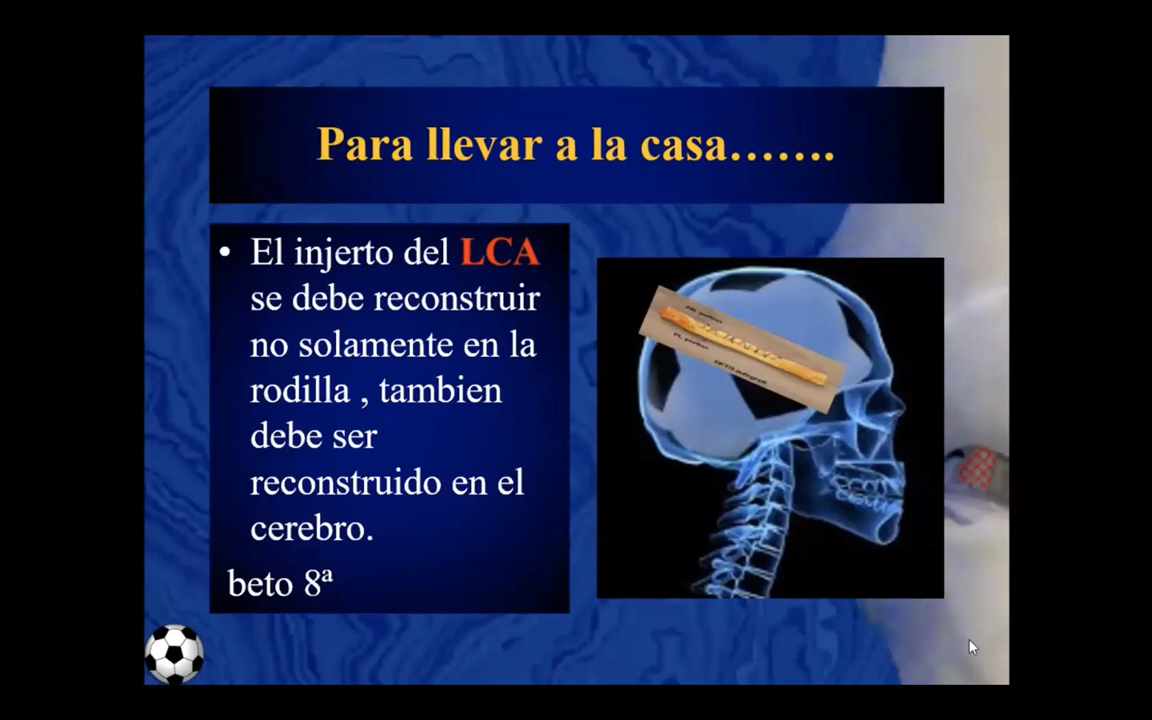 Para llevar a la casa.......
• El injerto del LCA
se debe reconstruir
no solamente en la
rodilla , tambien
debe ser
reconstruido en el
cerebro.
beto 8ª